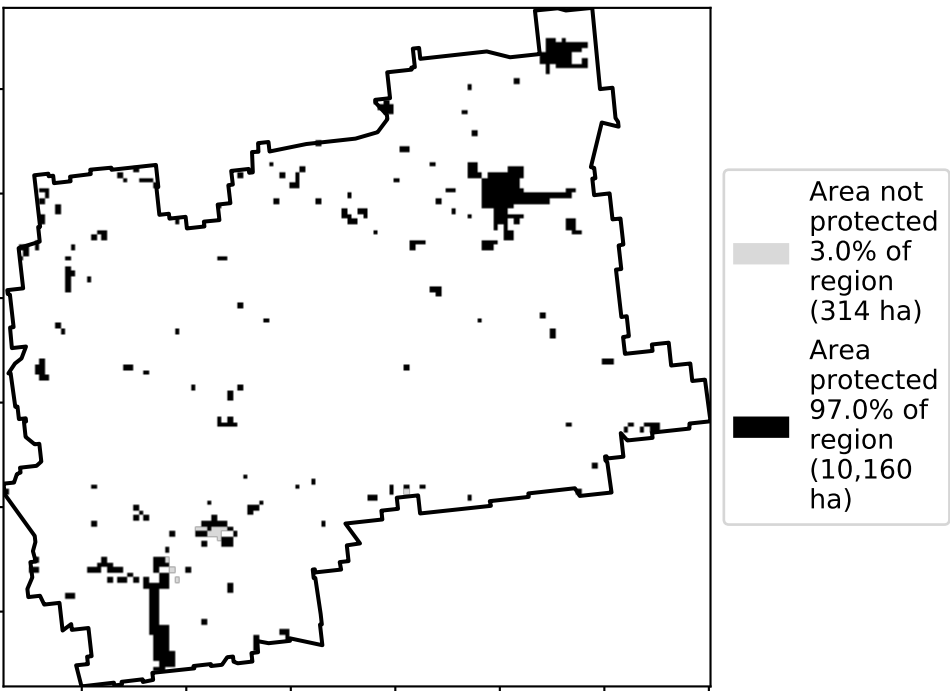 Area not
protected
3.0% of
region
(314 ha)
Area
protected
97.0% of
region
(10,160
ha)